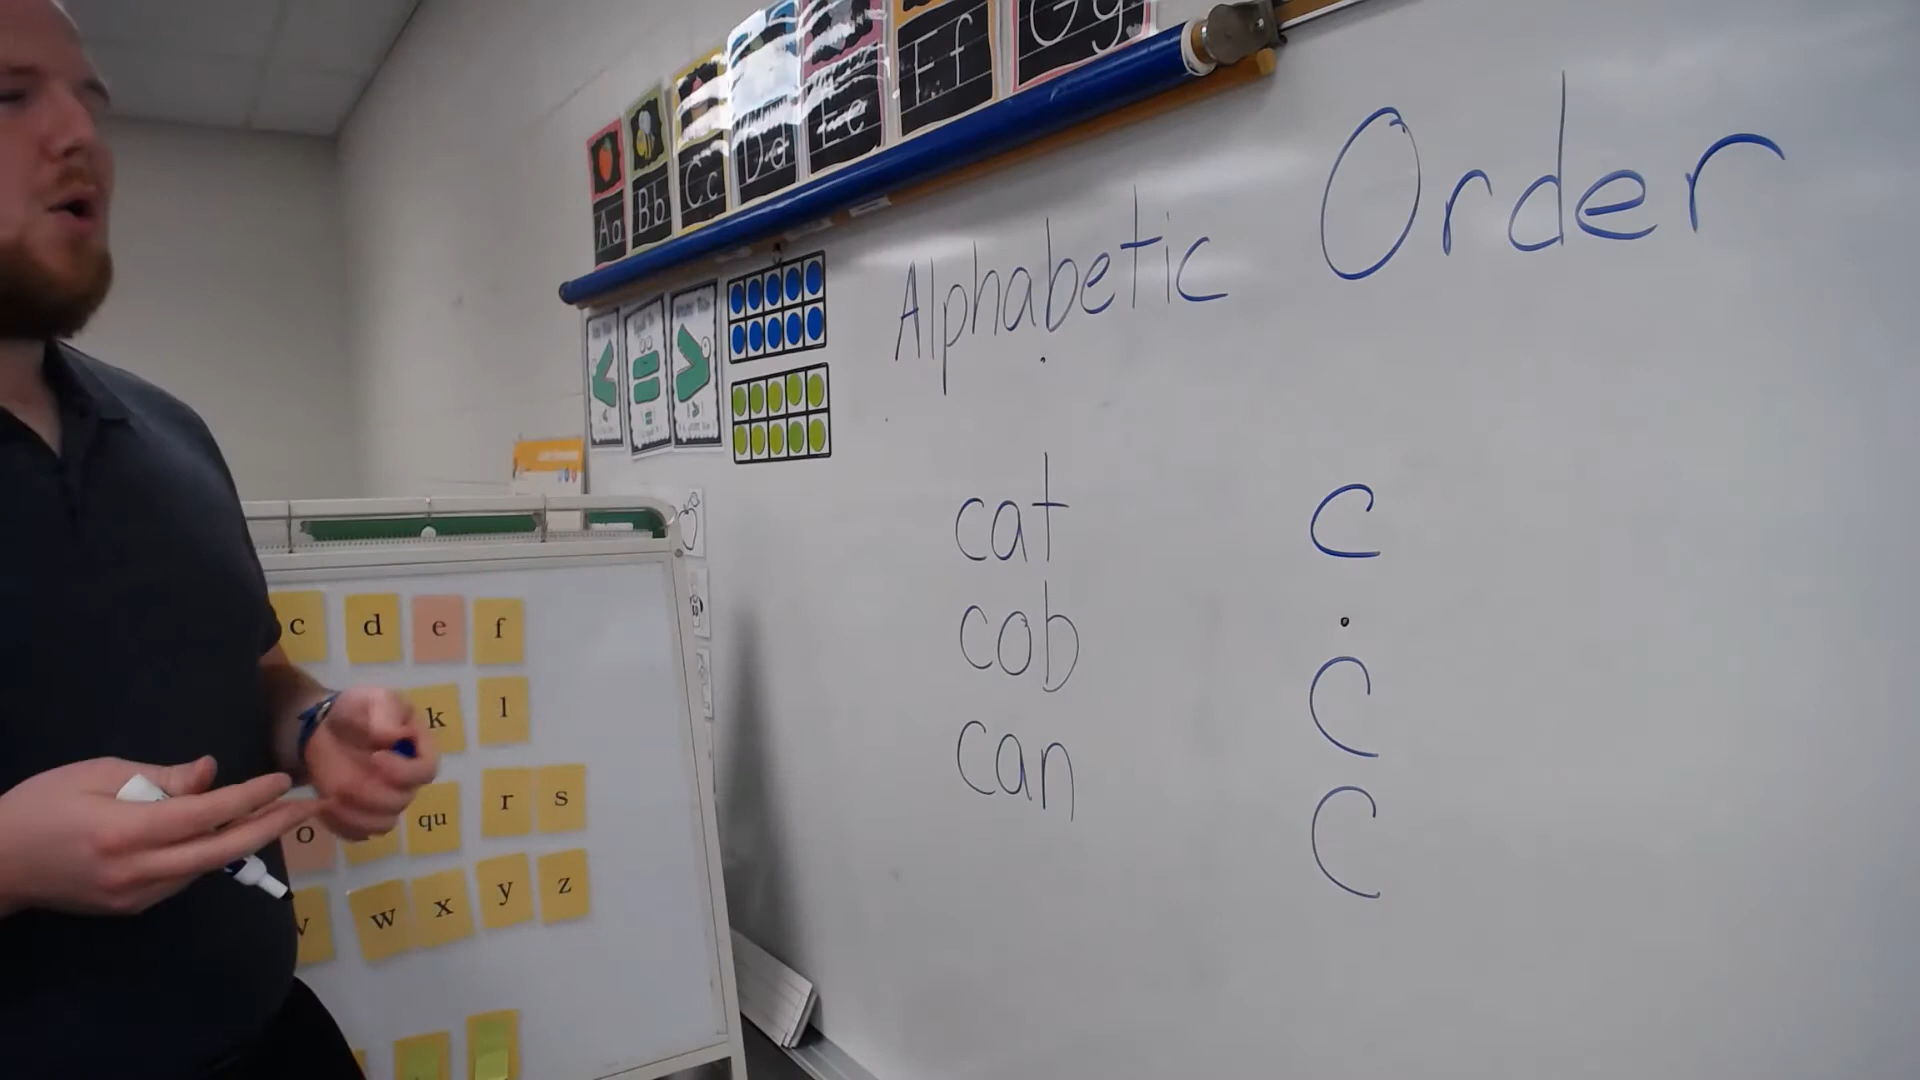 Aa Bb Cc Dd Ee Ff Gg
Alphabetic Order
cat c
cob c
can c
c d e f
k l
o qu r s
v w x y z